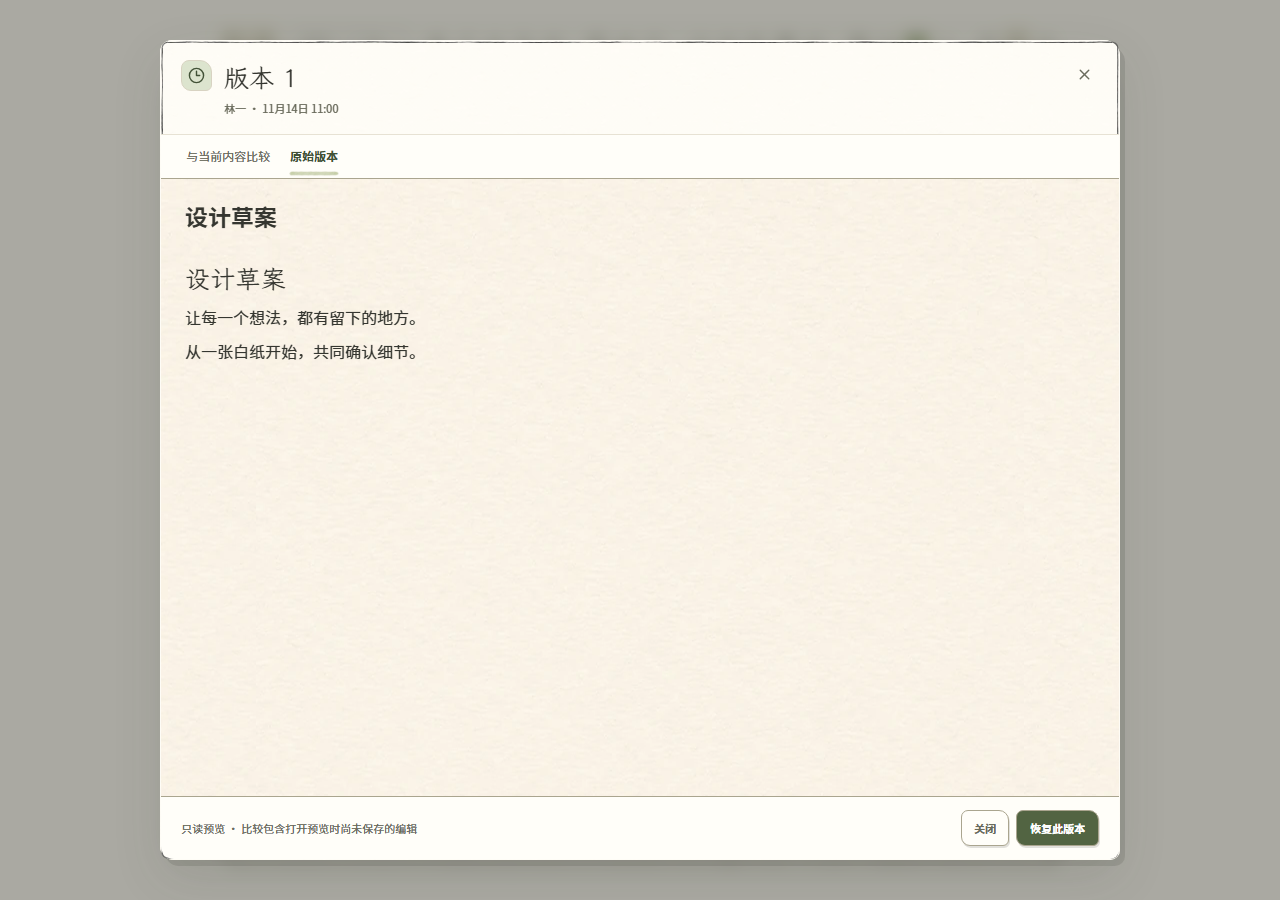 版本 1
林一 · 11月14日 11:00
与当前内容比较 原始版本
设计草案
设计草案
让每一个想法，都有留下的地方。
从一张白纸开始，共同确认细节。
只读预览 · 比较包含打开预览时尚未保存的编辑
关闭 恢复此版本